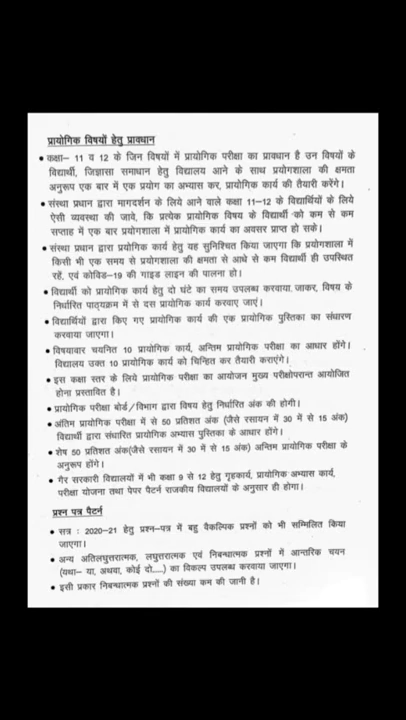 प्रायोगिक विषयों हेतु प्रावधान
• कक्षा– 11 व 12 के जिन विषयों में प्रायोगिक परीक्षा का प्रावधान है उन विषयों के
विद्यार्थी, जिज्ञासा समाधान हेतु विद्यालय आने के साथ प्रयोगशाला की क्षमता
अनुरूप एक बार में एक प्रयोग का अभ्यास कर, प्रायोगिक कार्य की तैयारी करेंगे।
• संस्था प्रधान द्वारा मागदर्शन के लिये आने वाले कक्षा 11–12 के विद्यार्थियों के लिये
ऐसी व्यवस्था की जावे, कि प्रत्येक प्रायोगिक विषय के विद्यार्थी को कम से कम
सप्ताह में एक बार प्रयोगशाला में प्रायोगिक कार्य का अवसर प्राप्त हो सके।
• संस्था प्रधान द्वारा प्रयोगिक कार्य हेतु यह सुनिश्चित किया जाएगा कि प्रयोगशाला में
किसी भी एक समय से प्रयोगशाला की क्षमता से आधे से कम विद्यार्थी ही उपस्थित
रहें, एवं कोविड–19 की गाइड लाइन की पालना हो।
• विद्यार्थी को प्रायोगिक कार्य हेतु दो घंटे का समय उपलब्ध करवाया जाकर, विषय के
निर्धारित पाठ्यक्रम में से दस प्रायोगिक कार्य करवाए जाएं।
• विद्यार्थियों द्वारा किए गए प्रायोगिक कार्य की एक प्रायोगिक पुस्तिका का संधारण
करवाया जाएगा।
• विषयवार चयनित 10 प्रायोगिक कार्य, अन्तिम प्रायोगिक परीक्षा का आधार होंगे।
विद्यालय उक्त 10 प्रायोगिक कार्य को चिन्हित कर तैयारी कराएंगे।
• इस कक्षा स्तर के लिये प्रायोगिक परीक्षा का आयोजन मुख्य परीक्षोपरान्त आयोजित
होना प्रस्तावित है।
• प्रायोगिक परीक्षा बोर्ड/विभाग द्वारा विषय हेतु निर्धारित अंक की होगी।
• अंतिम प्रायोगिक परीक्षा में से 50 प्रतिशत अंक (जैसे रसायन में 30 में से 15 अंक)
विद्यार्थी द्वारा संधारित प्रायोगिक अभ्यास पुस्तिका के आधार होंगे।
• शेष 50 प्रतिशत अंक(जैसे रसायन में 30 में से 15 अंक) अन्तिम प्रायोगिक परीक्षा के
अनुरूप होंगे।
• गैर सरकारी विद्यालयों में भी कक्षा 9 से 12 हेतु गृहकार्य, प्रायोगिक अभ्यास कार्य,
परीक्षा योजना तथा पेपर पैटर्न राजकीय विद्यालयों के अनुसार ही होगा।
प्रश्न पत्र पैटर्न
• सत्र : 2020–21 हेतु प्रश्न–पत्र में बहु वैकल्पिक प्रश्नों को भी सम्मिलित किया
जाएगा।
• अन्य अतिलघुत्तरात्मक, लघुत्तरात्मक एवं निबन्धात्मक प्रश्नों में आन्तरिक चयन
(यथा– या, अथवा, कोई दो.....) का विकल्प उपलब्ध करवाया जाएगा।
• इसी प्रकार निबन्धात्मक प्रश्नों की संख्या कम की जानी है।